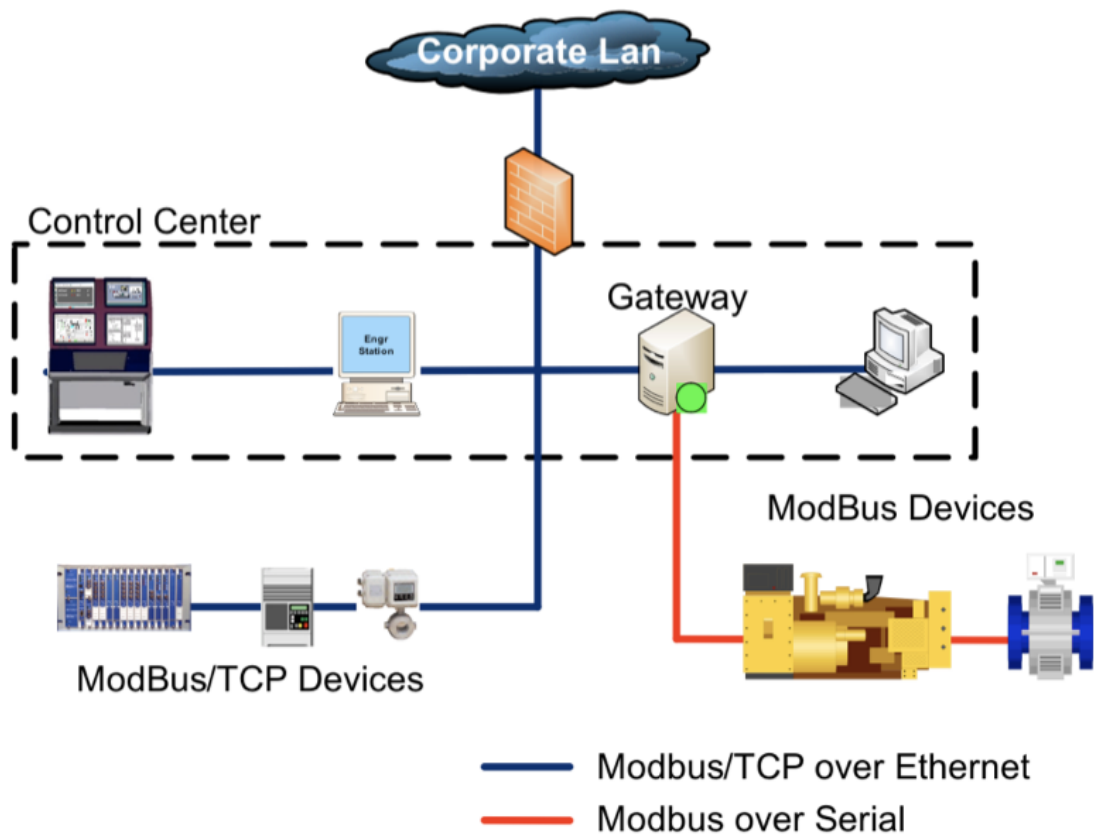 Corporate Lan
Control Center
Gateway
Engr
Station
ModBus Devices
ModBus/TCP Devices
Modbus/TCP over Ethernet
Modbus over Serial